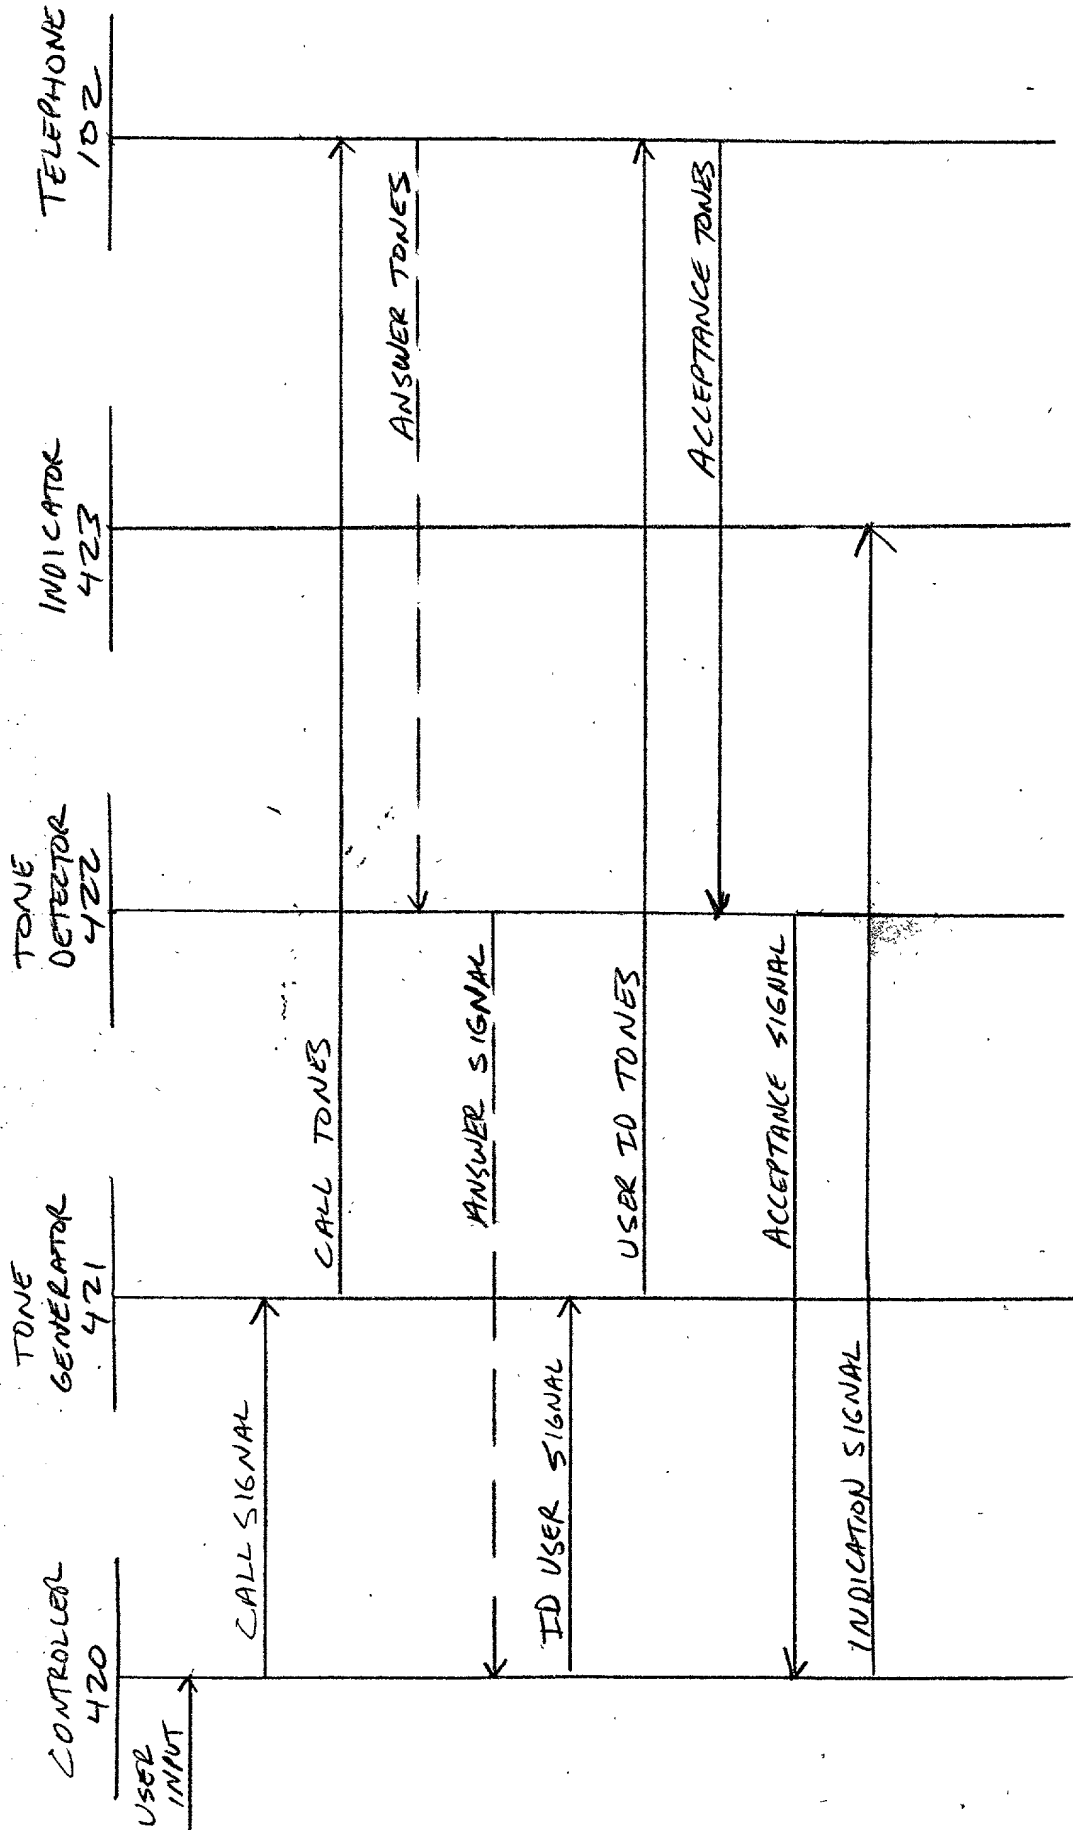 CONTROLLER
420
TONE
GENERATOR
421
TONE
DETECTOR
422
INDICATOR
423
TELEPHONE
102
USER
INPUT
CALL SIGNAL
CALL TONES
ANSWER TONES
ANSWER SIGNAL
ID USER SIGNAL
USER ID TONES
ACCEPTANCE TONES
ACCEPTANCE SIGNAL
INDICATION SIGNAL